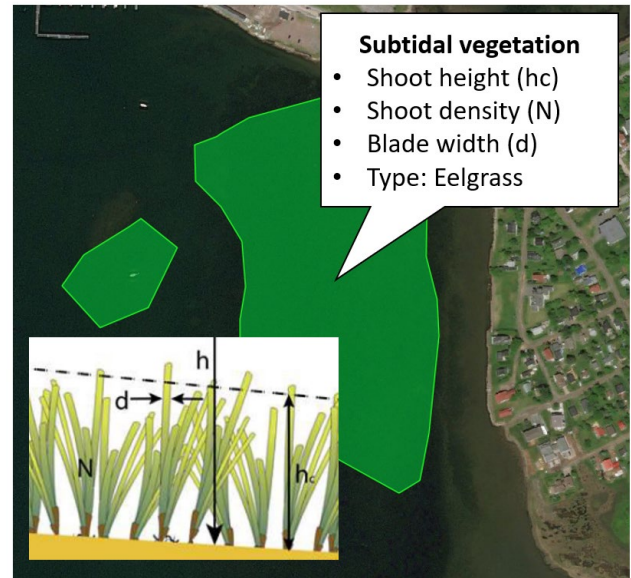 Subtidal vegetation
• Shoot height (hc)
• Shoot density (N)
• Blade width (d)
• Type: Eelgrass
h
d
N
hc